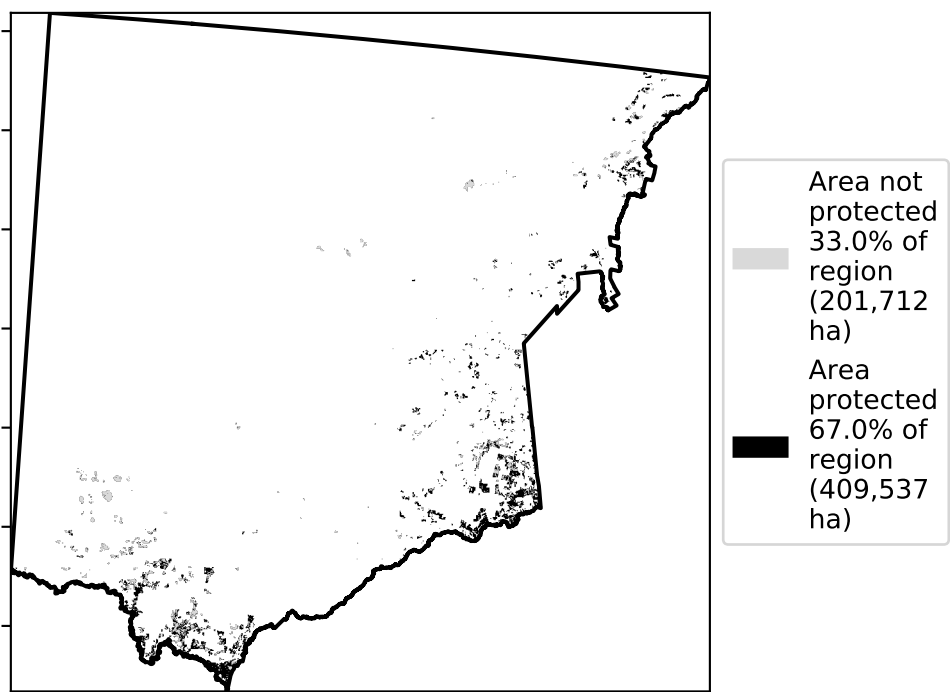 Area not
protected
33.0% of
region
(201,712
ha)
Area
protected
67.0% of
region
(409,537
ha)